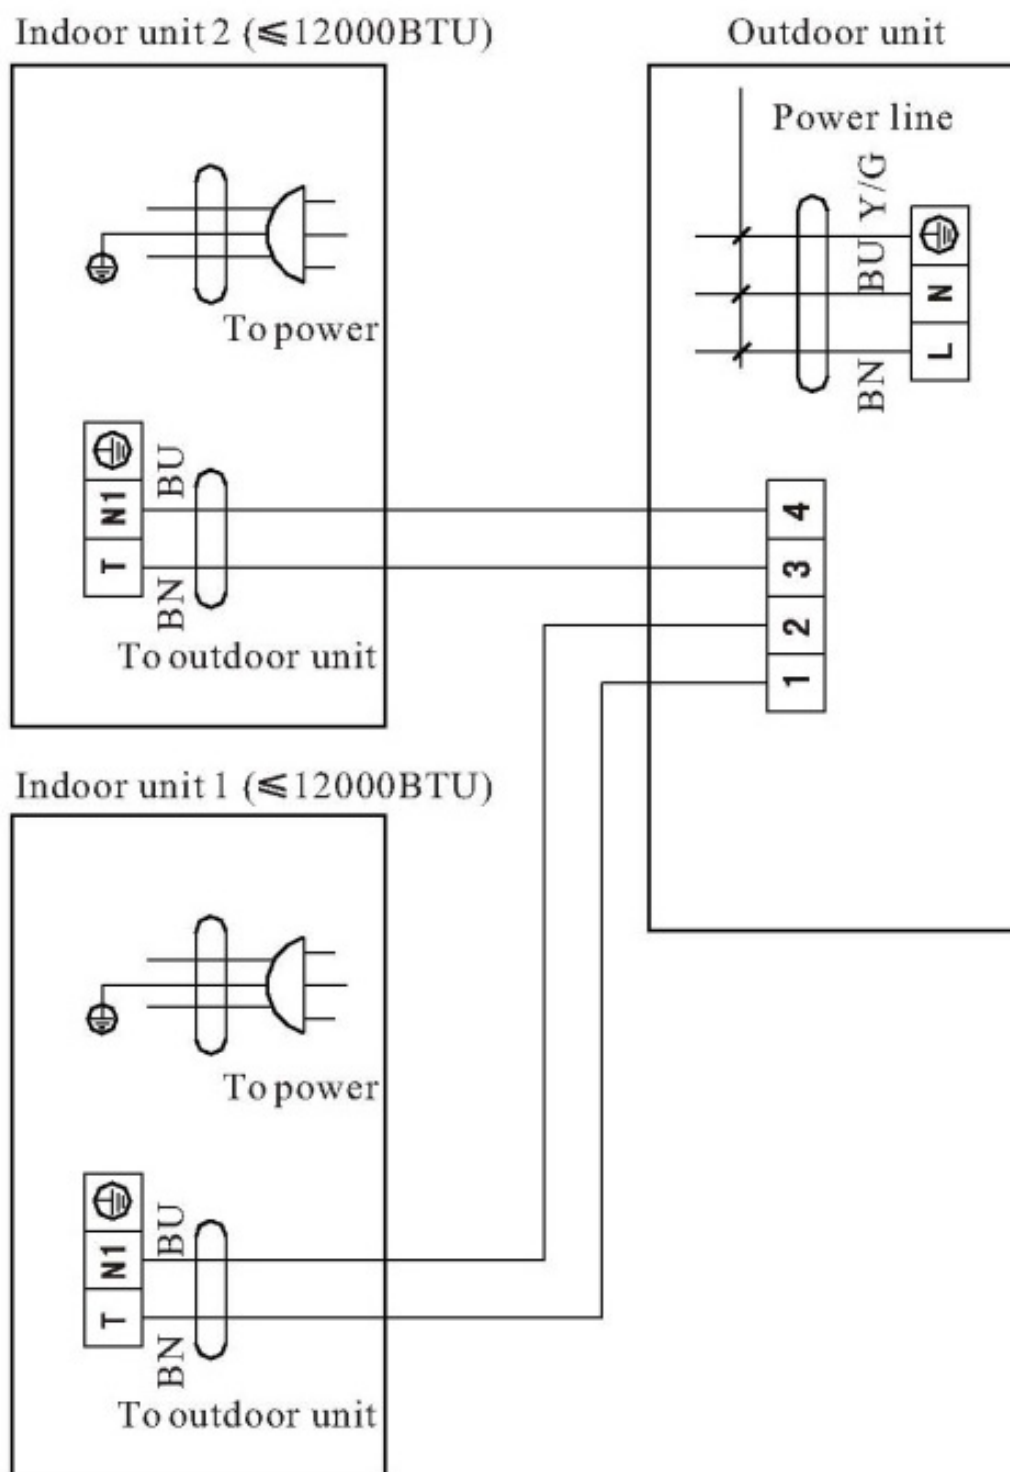 Indoor unit 2 (⩽12000BTU)
Outdoor unit
Power line
Y/G
BU
N
L
BN
To power
BU
N1
T
BN
To outdoor unit
4
3
2
1
Indoor unit 1 (⩽12000BTU)
To power
BU
N1
T
BN
To outdoor unit